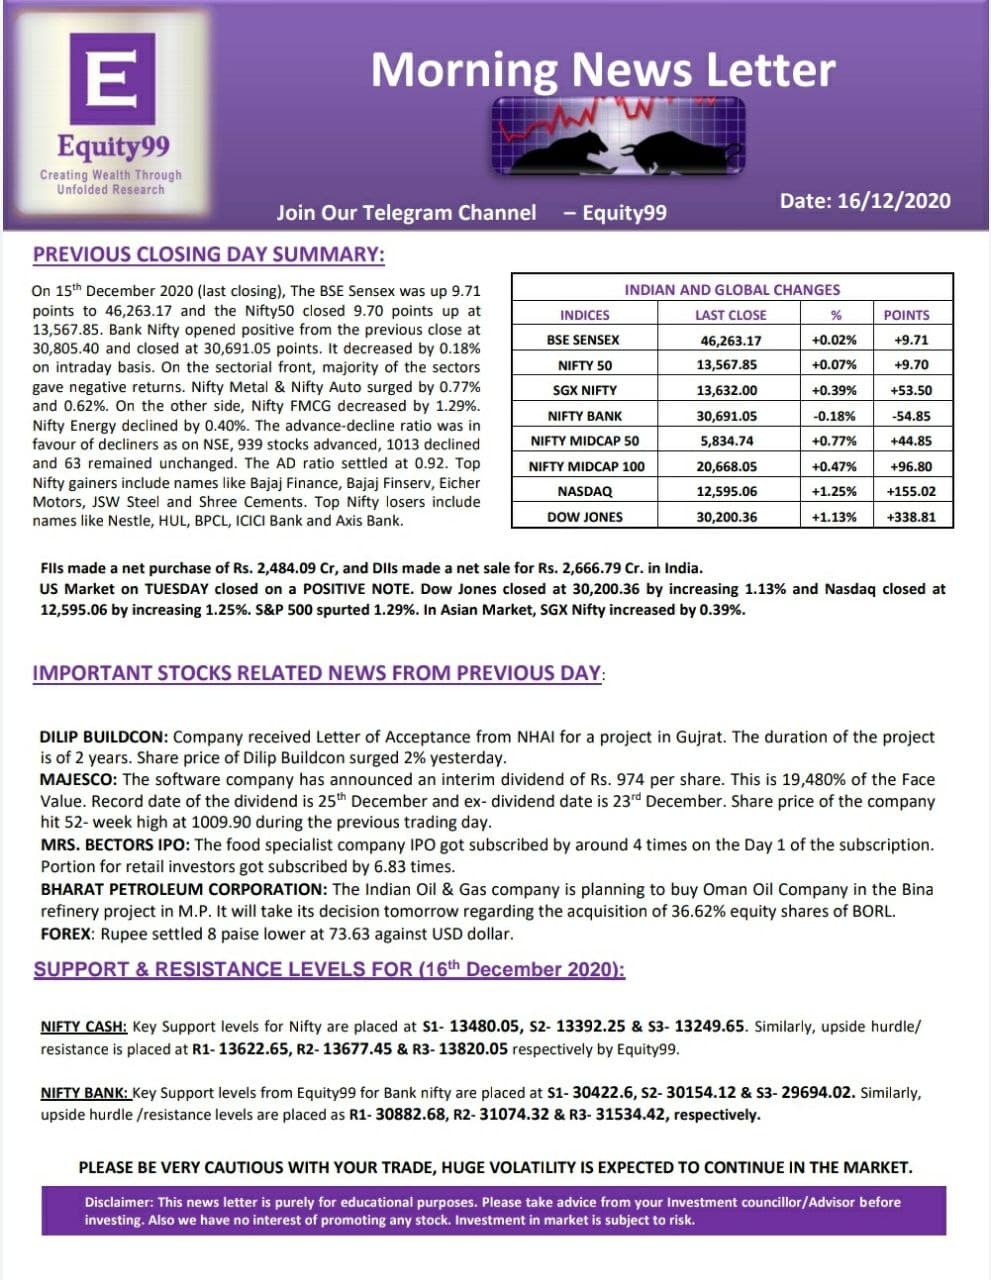 E
Equity99
Creating Wealth Through
Unfolded Research
Morning News Letter
Join Our Telegram Channel – Equity99
Date: 16/12/2020
PREVIOUS CLOSING DAY SUMMARY:
On 15th December 2020 (last closing), The BSE Sensex was up 9.71
points to 46,263.17 and the Nifty50 closed 9.70 points up at
13,567.85. Bank Nifty opened positive from the previous close at
30,805.40 and closed at 30,691.05 points. It decreased by 0.18%
on intraday basis. On the sectorial front, majority of the sectors
gave negative returns. Nifty Metal & Nifty Auto surged by 0.77%
and 0.62%. On the other side, Nifty FMCG decreased by 1.29%.
Nifty Energy declined by 0.40%. The advance-decline ratio was in
favour of decliners as on NSE, 939 stocks advanced, 1013 declined
and 63 remained unchanged. The AD ratio settled at 0.92. Top
Nifty gainers include names like Bajaj Finance, Bajaj Finserv, Eicher
Motors, JSW Steel and Shree Cements. Top Nifty losers include
names like Nestle, HUL, BPCL, ICICI Bank and Axis Bank.
INDIAN AND GLOBAL CHANGES
INDICES LAST CLOSE % POINTS
BSE SENSEX 46,263.17 +0.02% +9.71
NIFTY 50 13,567.85 +0.07% +9.70
SGX NIFTY 13,632.00 +0.39% +53.50
NIFTY BANK 30,691.05 -0.18% -54.85
NIFTY MIDCAP 50 5,834.74 +0.77% +44.85
NIFTY MIDCAP 100 20,668.05 +0.47% +96.80
NASDAQ 12,595.06 +1.25% +155.02
DOW JONES 30,200.36 +1.13% +338.81
FIIs made a net purchase of Rs. 2,484.09 Cr, and DIIs made a net sale for Rs. 2,666.79 Cr. in India.
US Market on TUESDAY closed on a POSITIVE NOTE. Dow Jones closed at 30,200.36 by increasing 1.13% and Nasdaq closed at
12,595.06 by increasing 1.25%. S&P 500 spurted 1.29%. In Asian Market, SGX Nifty increased by 0.39%.
IMPORTANT STOCKS RELATED NEWS FROM PREVIOUS DAY:
DILIP BUILDCON: Company received Letter of Acceptance from NHAI for a project in Gujrat. The duration of the project
is of 2 years. Share price of Dilip Buildcon surged 2% yesterday.
MAJESCO: The software company has announced an interim dividend of Rs. 974 per share. This is 19,480% of the Face
Value. Record date of the dividend is 25th December and ex- dividend date is 23rd December. Share price of the company
hit 52- week high at 1009.90 during the previous trading day.
MRS. BECTORS IPO: The food specialist company IPO got subscribed by around 4 times on the Day 1 of the subscription.
Portion for retail investors got subscribed by 6.83 times.
BHARAT PETROLEUM CORPORATION: The Indian Oil & Gas company is planning to buy Oman Oil Company in the Bina
refinery project in M.P. It will take its decision tomorrow regarding the acquisition of 36.62% equity shares of BORL.
FOREX: Rupee settled 8 paise lower at 73.63 against USD dollar.
SUPPORT & RESISTANCE LEVELS FOR (16th December 2020):
NIFTY CASH: Key Support levels for Nifty are placed at S1- 13480.05, S2- 13392.25 & S3- 13249.65. Similarly, upside hurdle/
resistance is placed at R1- 13622.65, R2- 13677.45 & R3- 13820.05 respectively by Equity99.
NIFTY BANK: Key Support levels from Equity99 for Bank nifty are placed at S1- 30422.6, S2- 30154.12 & S3- 29694.02. Similarly,
upside hurdle /resistance levels are placed as R1- 30882.68, R2- 31074.32 & R3- 31534.42, respectively.
PLEASE BE VERY CAUTIOUS WITH YOUR TRADE, HUGE VOLATILITY IS EXPECTED TO CONTINUE IN THE MARKET.
Disclaimer: This news letter is purely for educational purposes. Please take advice from your Investment councillor/Advisor before
investing. Also we have no interest of promoting any stock. Investment in market is subject to risk.